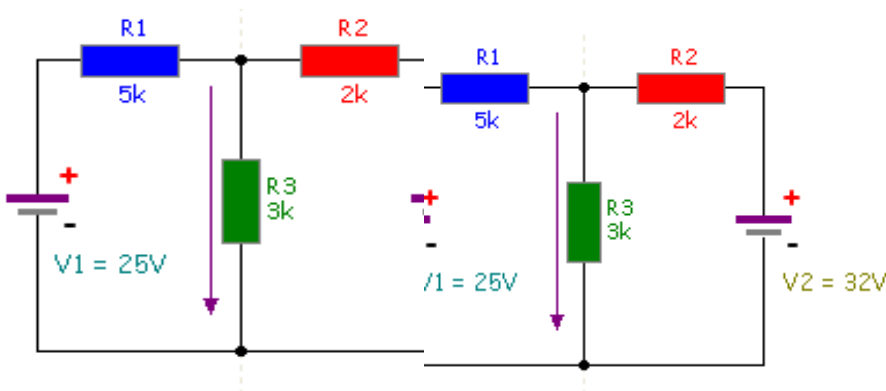 R1
R2
5k
2k
+
R3
3k
-
V1 = 25V
R1
R2
5k
2k
+
+
R3
3k
-
-
/1 = 25V
V2 = 32V